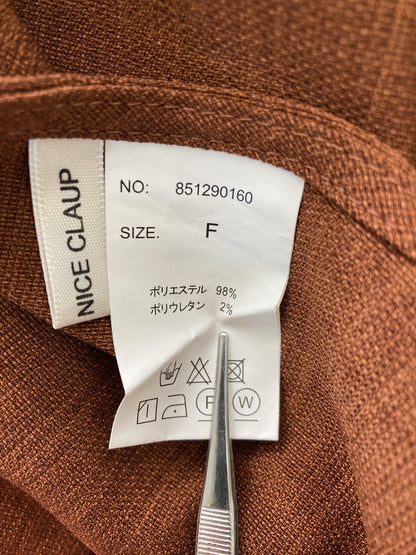 NICE CLAUP
NO: 851290160
SIZE. F
ポリエステル 98%
ポリウレタン 2%
P W